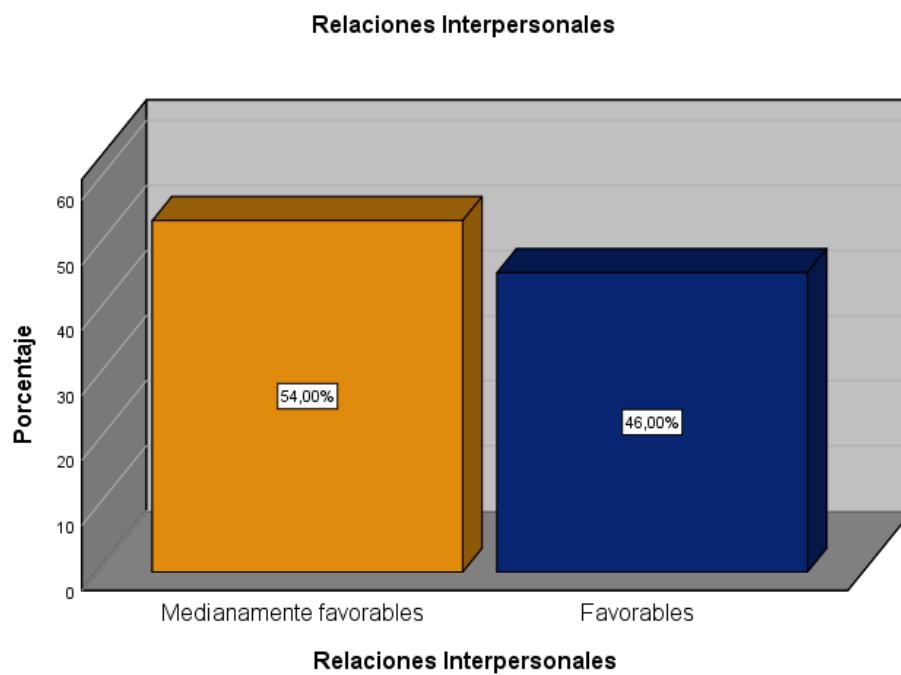 Relaciones Interpersonales
Porcentaje
60
50
40
30
20
10
0
54,00%
46,00%
Medianamente favorables
Favorables
Relaciones Interpersonales